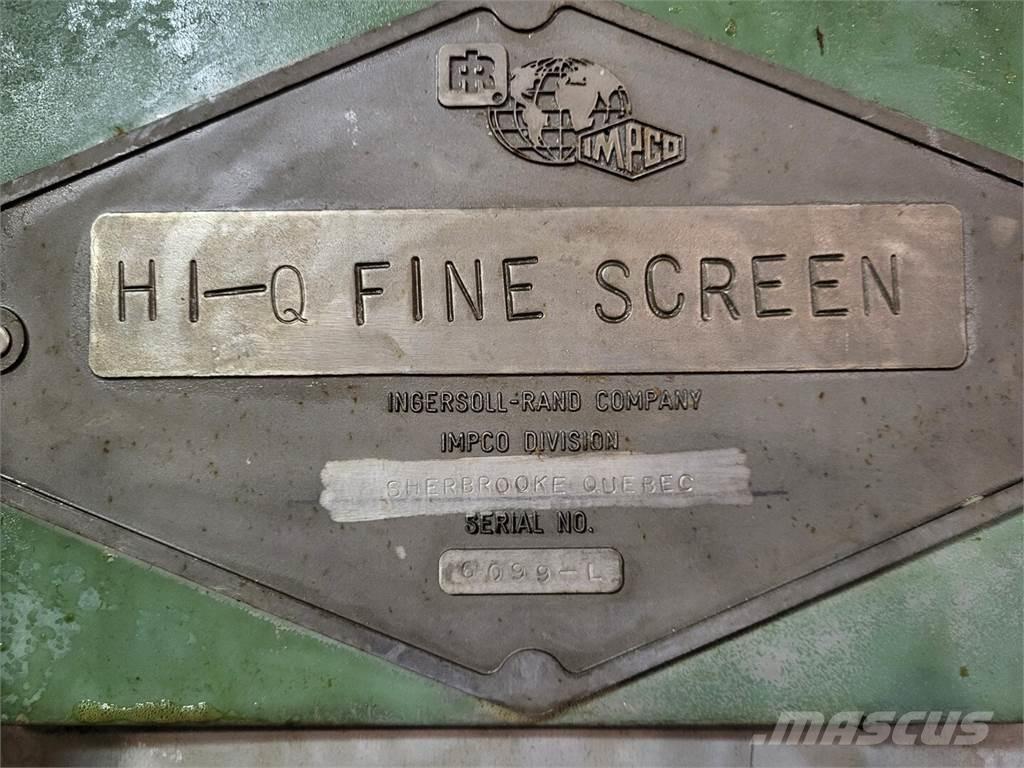 IR
IMPCO
HI-Q FINE SCREEN
INGERSOLL-RAND COMPANY
IMPCO DIVISION
SHERBROOKE QUEBEC
SERIAL NO.
6099-L
MASCUS